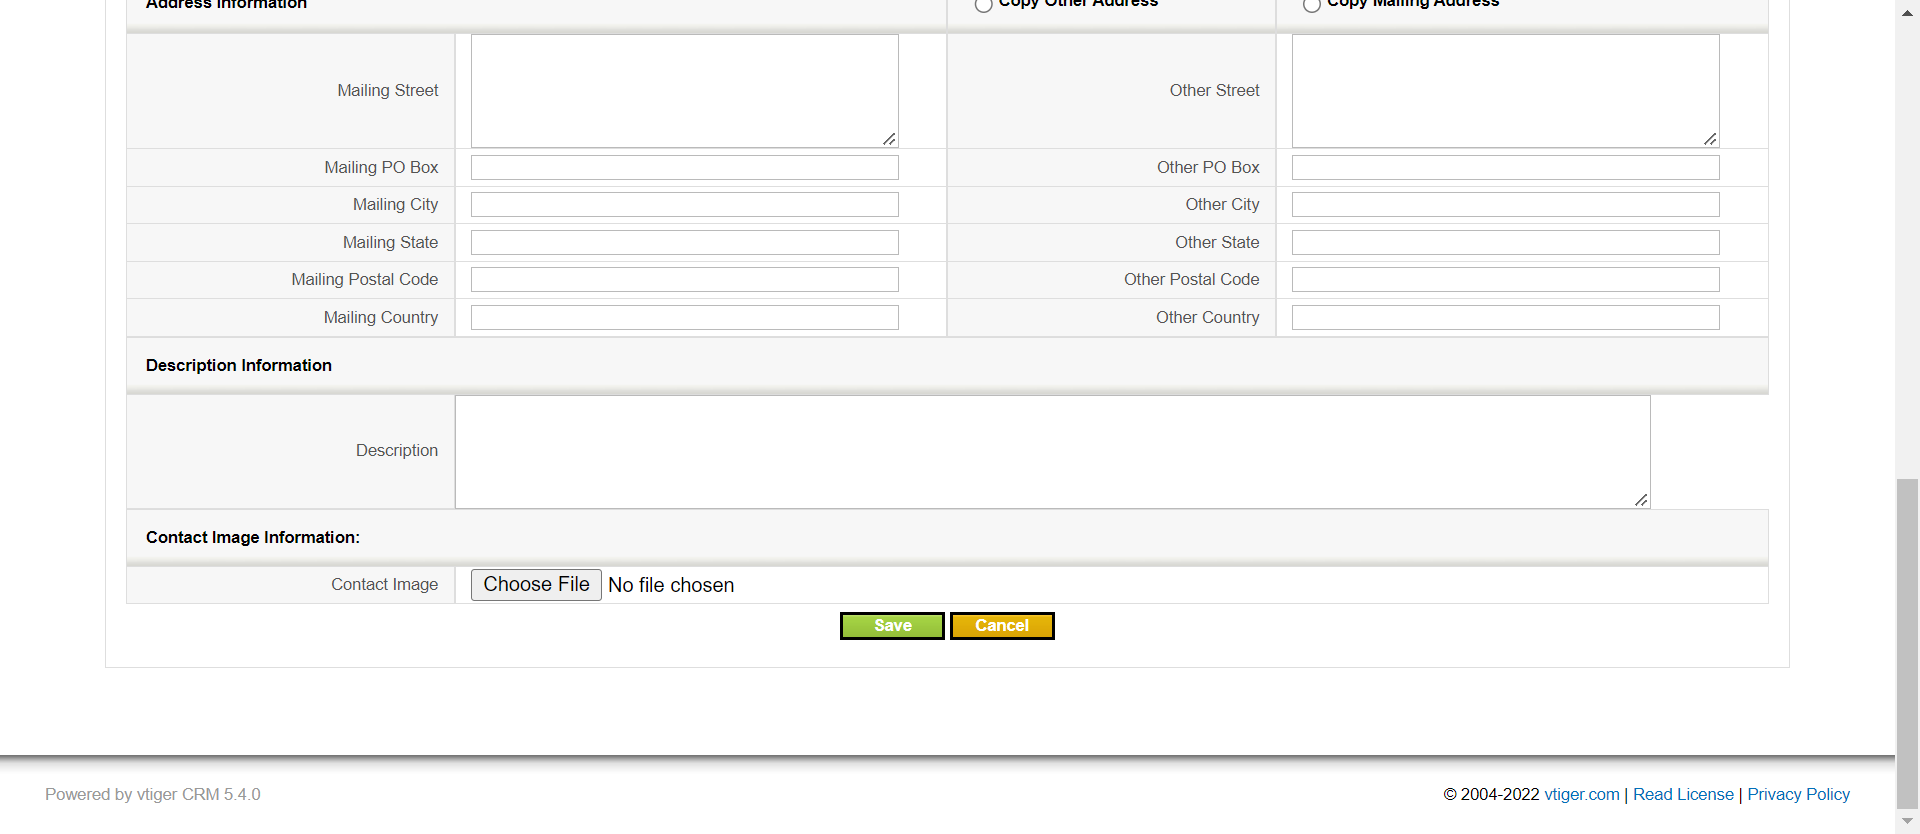 Address Information Copy Other Address Copy Mailing Address
Mailing Street Other Street
Mailing PO Box Other PO Box
Mailing City Other City
Mailing State Other State
Mailing Postal Code Other Postal Code
Mailing Country Other Country
Description Information
Description
Contact Image Information:
Contact Image Choose File No file chosen
Save Cancel
Powered by vtiger CRM 5.4.0 © 2004-2022 vtiger.com | Read License | Privacy Policy